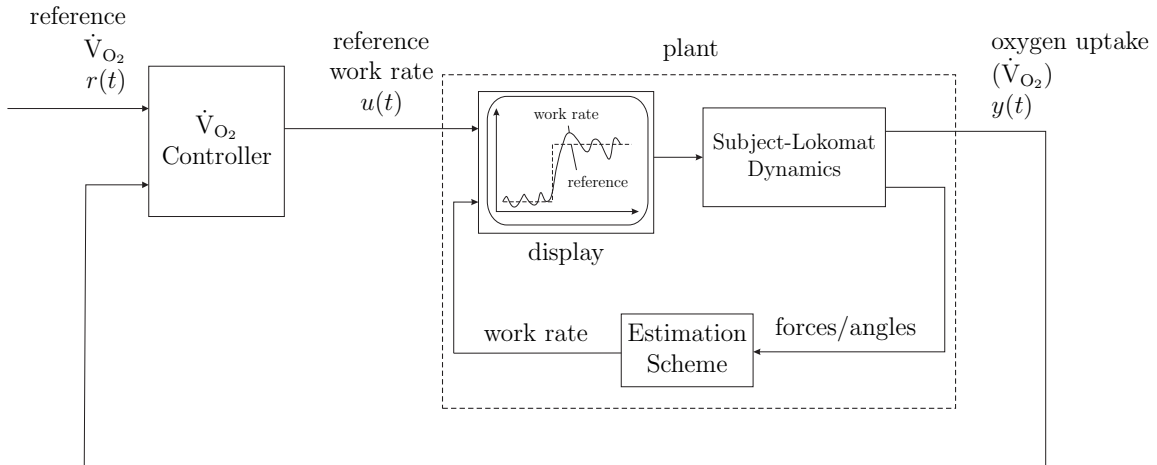 reference
V̇O₂
r(t)
V̇O₂
Controller
reference
work rate
u(t)
plant
work rate
reference
display
Subject-Lokomat
Dynamics
oxygen uptake
(V̇O₂)
y(t)
work rate
Estimation
Scheme
forces/angles